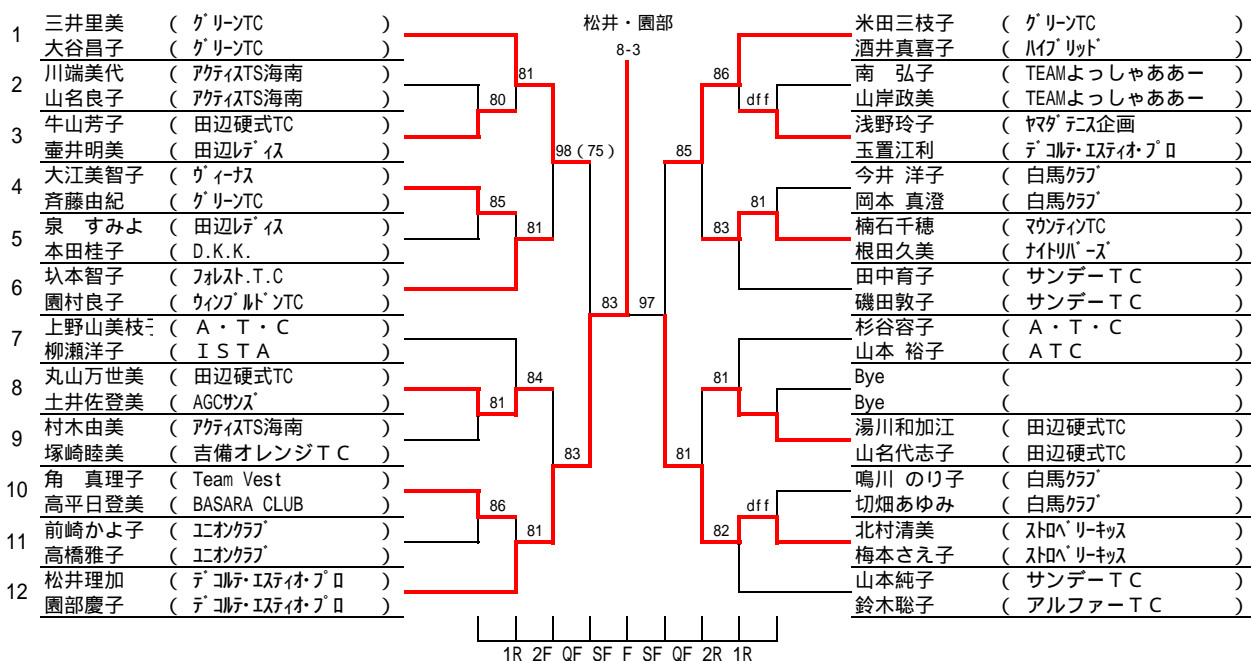 松井・園部
8-3
1 三井里美 ( ｸﾞﾘｰﾝTC )
大谷昌子 ( ｸﾞﾘｰﾝTC )
2 川端美代 ( ｱｸﾃｨｽTS海南 )
山名良子 ( ｱｸﾃｨｽTS海南 )
3 牛山芳子 ( 田辺硬式TC )
壷井明美 ( 田辺ﾚﾃﾞｨｽ )
4 大江美智子 ( ｳﾞｨｰﾅｽ )
斉藤由紀 ( ｸﾞﾘｰﾝTC )
5 泉　すみよ ( 田辺ﾚﾃﾞｨｽ )
本田桂子 ( D.K.K. )
6 圦本智子 ( ﾌｫﾚｽﾄ.T.C )
園村良子 ( ｳｨﾝﾌﾞﾙﾄﾞﾝTC )
7 上野山美枝子 ( Ａ・Ｔ・Ｃ )
柳瀬洋子 ( ＩＳＴＡ )
8 丸山万世美 ( 田辺硬式TC )
土井佐登美 ( AGCｻﾝｽﾞ )
9 村木由美 ( ｱｸﾃｨｽTS海南 )
塚崎睦美 ( 吉備オレンジＴＣ )
10 角　真理子 ( Team Vest )
高平日登美 ( BASARA CLUB )
11 前崎かよ子 ( ﾕﾆｵﾝｸﾗﾌﾞ )
高橋雅子 ( ﾕﾆｵﾝｸﾗﾌﾞ )
12 松井理加 ( ﾃﾞｺﾙﾃ･ｴｽﾃｨｵ･ﾌﾟﾛ )
園部慶子 ( ﾃﾞｺﾙﾃ･ｴｽﾃｨｵ･ﾌﾟﾛ )
81
80
98（75）
85
81
83
84
81
83
86
81
86
dff
85
81
83
97
81
81
dff
82
米田三枝子 ( ｸﾞﾘｰﾝTC )
酒井真喜子 ( ﾊｲﾌﾞﾘｯﾄﾞ )
南　弘子 ( TEAMよっしゃああー )
山岸政美 ( TEAMよっしゃああー )
浅野玲子 ( ﾔﾏﾀﾞﾃﾆｽ企画 )
玉置江利 ( ﾃﾞｺﾙﾃ･ｴｽﾃｨｵ･ﾌﾟﾛ )
今井 洋子 ( 白馬ｸﾗﾌﾞ )
岡本 真澄 ( 白馬ｸﾗﾌﾞ )
楠石千穂 ( ﾏｳﾝﾃｨﾝTC )
根田久美 ( ﾅｲﾄﾘﾊﾞｰｽﾞ )
田中育子 ( サンデーＴＣ )
磯田敦子 ( サンデーＴＣ )
杉谷容子 ( Ａ・Ｔ・Ｃ )
山本 裕子 ( ＡＴＣ )
Bye ( )
Bye ( )
湯川和加江 ( 田辺硬式TC )
山名代志子 ( 田辺硬式TC )
鳴川 のり子 ( 白馬ｸﾗﾌﾞ )
切畑あゆみ ( 白馬ｸﾗﾌﾞ )
北村清美 ( ｽﾄﾛﾍﾞﾘｰｷｯｽ )
梅本さえ子 ( ｽﾄﾛﾍﾞﾘｰｷｯｽ )
山本純子 ( サンデーＴＣ )
鈴木聡子 ( アルファーＴＣ )
1R 2F QF SF F SF QF 2R 1R